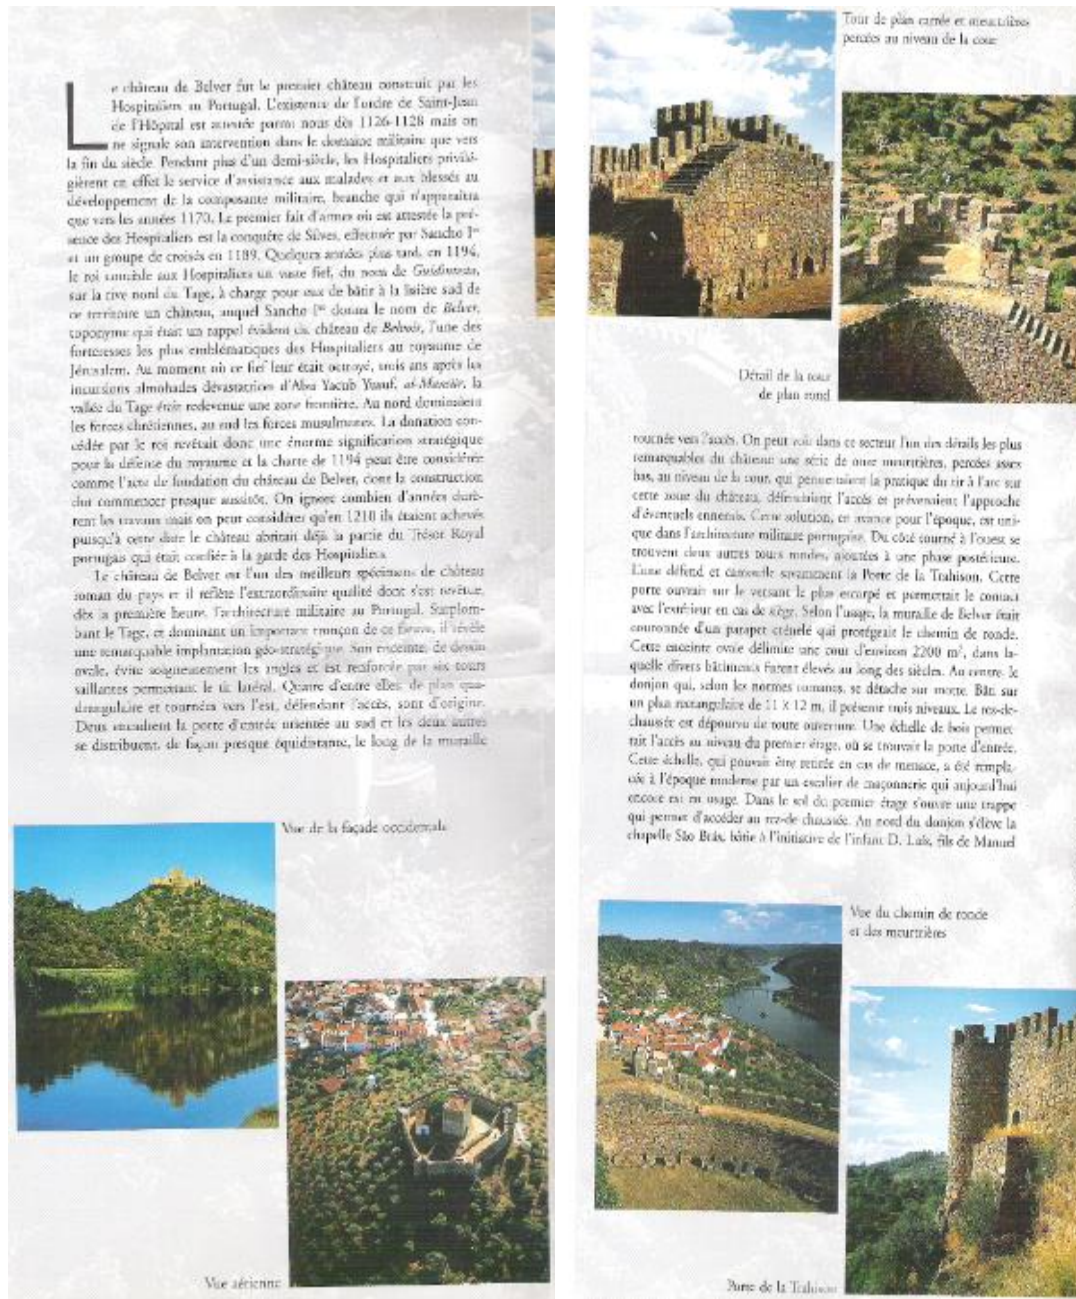 Le château de Belver fut le premier château construit par les
Hospitaliers au Portugal. L'existence de l'ordre de Saint-Jean
de l'Hôpital est attestée parmi nous dès 1126-1128 mais on
ne signale son intervention dans le domaine militaire que vers
la fin du siècle. Pendant plus d'un demi-siècle, les Hospitaliers privilé-
gièrent en effet le service d'assistance aux malades et aux blessés au
développement de la composante militaire, branche qui n'apparaîtra
que vers les années 1170. Le premier fait d'armes où est attestée la pré-
sence des Hospitaliers est la conquête de Silves, effectuée par Sancho Iᵉʳ
et un groupe de croisés en 1189. Quelques années plus tard, en 1194,
le roi concède aux Hospitaliers un vaste fief, du nom de
sur la rive nord du Tage, à charge pour eux de bâtir à la lisière sud de
ce territoire un château, auquel Sancho Iᵉʳ donna le nom de Belver,
toponyme qui était un rappel évident du château de Belvoir, l'une des
forteresses les plus emblématiques des Hospitaliers au royaume de
Jérusalem. Au moment où ce fief leur était octroyé, trois ans après les
incursions almohades dévastatrices d'Abu Yacub Yusuf, al-Mansur, la
vallée du Tage était redevenue une zone frontière. Au nord dominaient
les forces chrétiennes, au sud les forces musulmanes. La donation con-
cédée par le roi revêtait donc une énorme signification stratégique
pour la défense du royaume et la charte de 1194 peut être considérée
comme l'acte de fondation du château de Belver, dont la construction
dut commencer presque aussitôt. On ignore combien d'années durè-
rent les travaux mais on peut considérer qu'en 1210 ils étaient achevés
puisqu'à cette date le château abritait déjà la partie du Trésor Royal
portugais qui était confiée à la garde des Hospitaliers.
Le château de Belver est l'un des meilleurs spécimens de château
roman du pays et il reflète l'extraordinaire qualité dont s'est revêtue,
dès la première heure, l'architecture militaire au Portugal. Surplom-
bant le Tage, et dominant un important tronçon de ce fleuve, il révèle
une remarquable implantation géo-stratégique. Son enceinte, de dessin
ovale, évite soigneusement les angles et est renforcée par six tours
saillantes permettant le tir latéral. Quatre d'entre elles, de plan qua-
drangulaire et tournées vers l'est, défendant l'accès, sont d'origine.
Deux encadrent la porte d'entrée orientée au sud et les deux autres
se distribuent, de façon presque équidistante, le long de la muraille
Vue de la façade occidentale
Vue aérienne
Tour de plan carrée et meurtrières
percées au niveau de la cour
Détail de la tour
de plan rond
tournée vers l'accès. On peut voir dans ce secteur l'un des détails les plus
remarquables du château: une série de onze meurtrières, percées assez
bas, au niveau de la cour, qui permettaient la pratique du tir à l'arc sur
cette zone du château, défendaient l'accès et prévenaient l'approche
d'éventuels ennemis. Cette solution, en avance pour l'époque, est uni-
que dans l'architecture militaire portugaise. Du côté tourné à l'ouest se
trouvent deux autres tours rondes, ajoutées à une phase postérieure.
L'une défend et camoufle savamment la Porte de la Trahison. Cette
porte ouvrait sur le versant le plus escarpé et permettait le contact
avec l'extérieur en cas de siège. Selon l'usage, la muraille de Belver était
couronnée d'un parapet crénelé qui protégeait le chemin de ronde.
Cette enceinte ovale délimite une cour d'environ 2200 m², dans la-
quelle divers bâtiments furent élevés au long des siècles. Au centre, le
donjon qui, selon les normes romanes, se détache sur motte. Bâti sur
un plan rectangulaire de 11 x 12 m, il présente trois niveaux. Le rez-de-
chaussée est dépourvu de toute ouverture. Une échelle de bois permet-
tait l'accès au niveau du premier étage, où se trouvait la porte d'entrée.
Cette échelle, qui pouvait être retirée en cas de menace, a été rempla-
cée à l'époque moderne par un escalier de maçonnerie qui aujourd'hui
encore est en usage. Dans le sol du premier étage s'ouvre une trappe
qui permet d'accéder au rez-de-chaussée. Au nord du donjon s'élève la
chapelle São Brás, bâtie à l'initiative de l'infant D. Luís, fils de Manuel
Vue du chemin de ronde
et des meurtrières
Porte de la Trahison